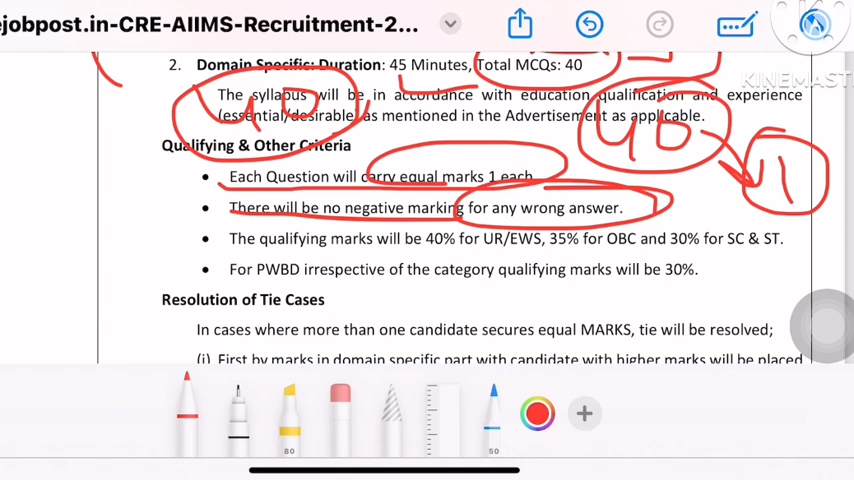 ejobpost.in-CRE-AIIMS-Recruitment-2...
KINEMAST
2. Domain Specific: Duration: 45 Minutes, Total MCQs: 40
The syllabus will be in accordance with education qualification and experience
(essential/desirable) as mentioned in the Advertisement as applicable.
40
40
11
Qualifying & Other Criteria
• Each Question will carry equal marks 1 each
• There will be no negative marking for any wrong answer.
• The qualifying marks will be 40% for UR/EWS, 35% for OBC and 30% for SC & ST.
• For PWBD irrespective of the category qualifying marks will be 30%.
Resolution of Tie Cases
In cases where more than one candidate secures equal MARKS, tie will be resolved;
(i) First by marks in domain specific part with candidate with higher marks will be placed
80
50